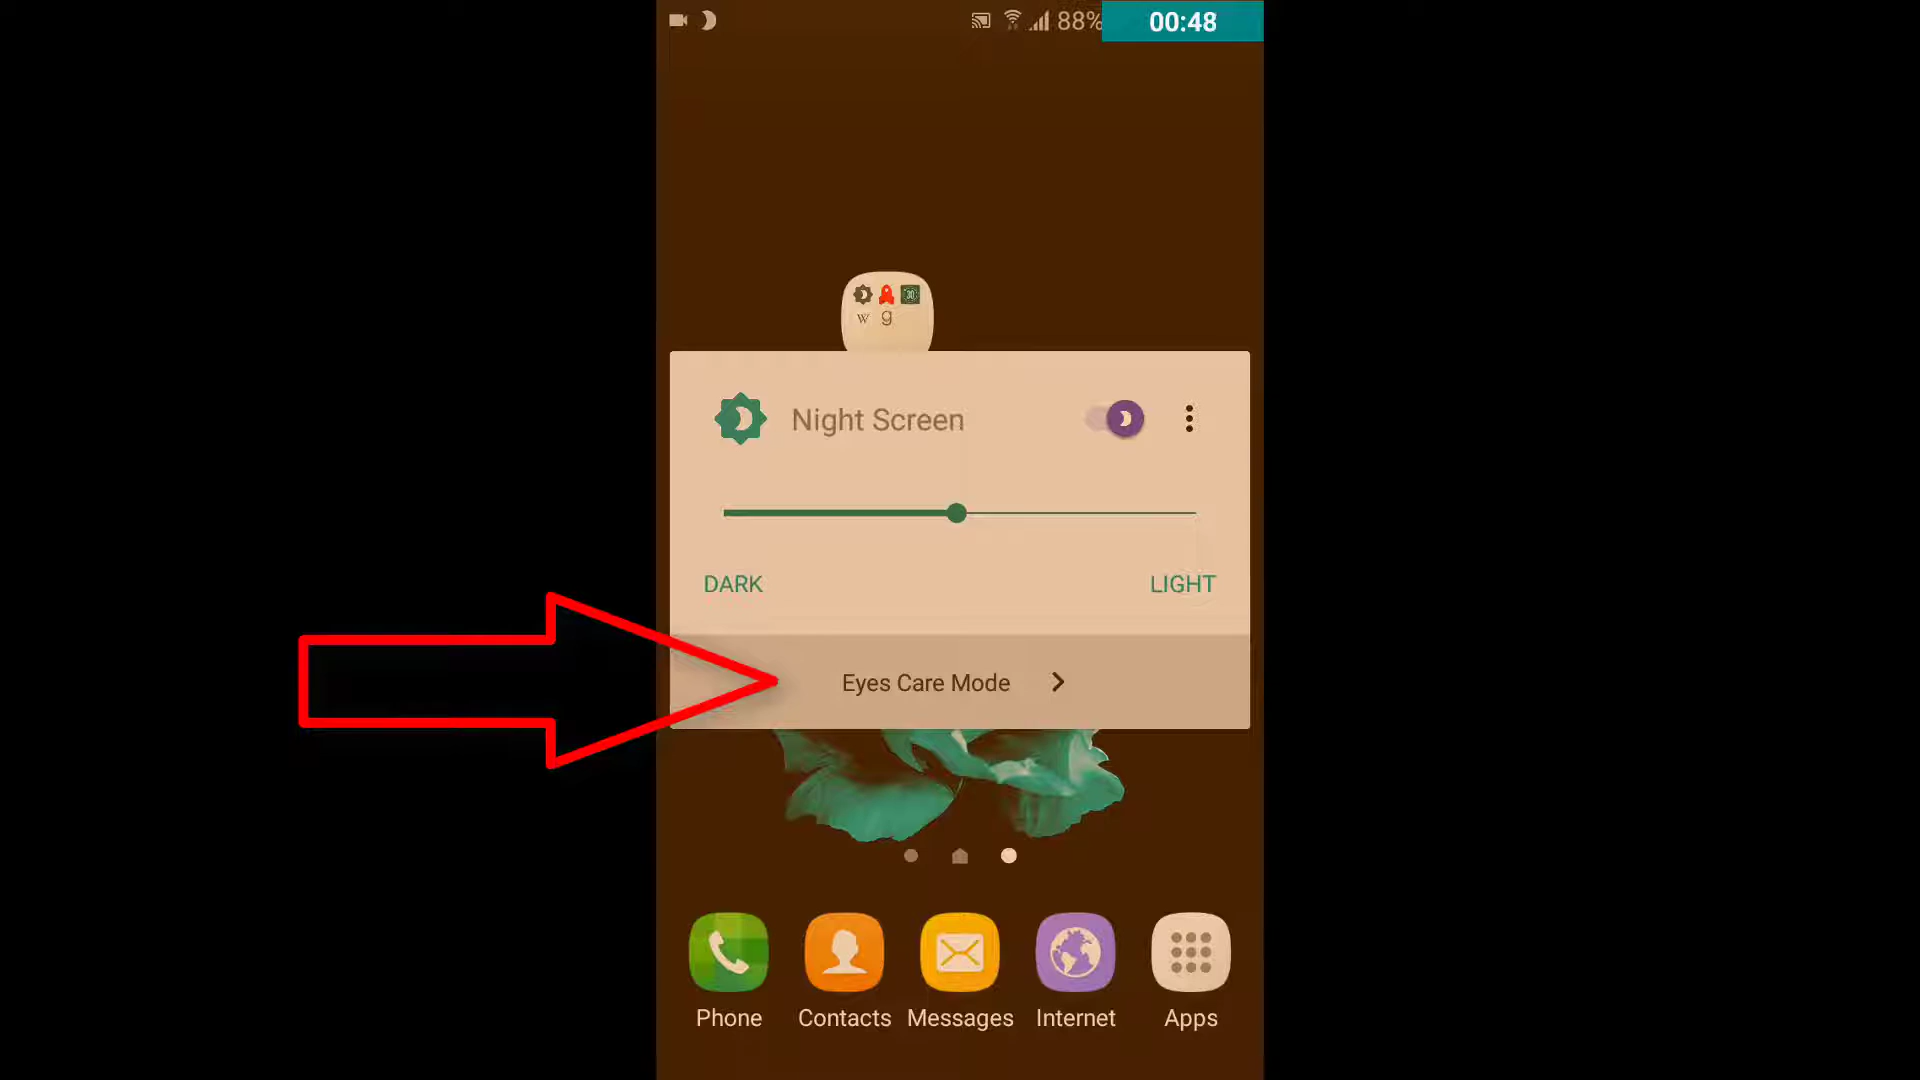 88% 00:48
w g
Night Screen
DARK LIGHT
Eyes Care Mode
Phone Contacts Messages Internet Apps